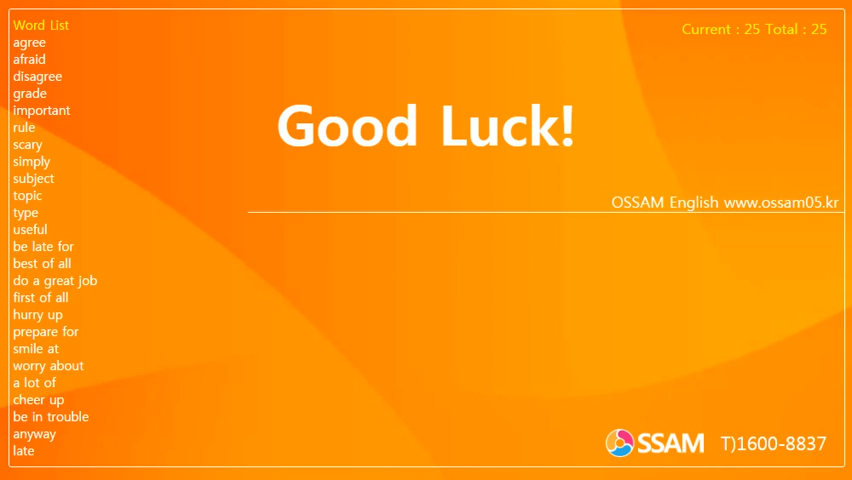 Word List
agree
afraid
disagree
grade
important
rule
scary
simply
subject
topic
type
useful
be late for
best of all
do a great job
first of all
hurry up
prepare for
smile at
worry about
a lot of
cheer up
be in trouble
anyway
late
Current : 25 Total : 25
Good Luck!
OSSAM English www.ossam05.kr
OSSAM T)1600-8837